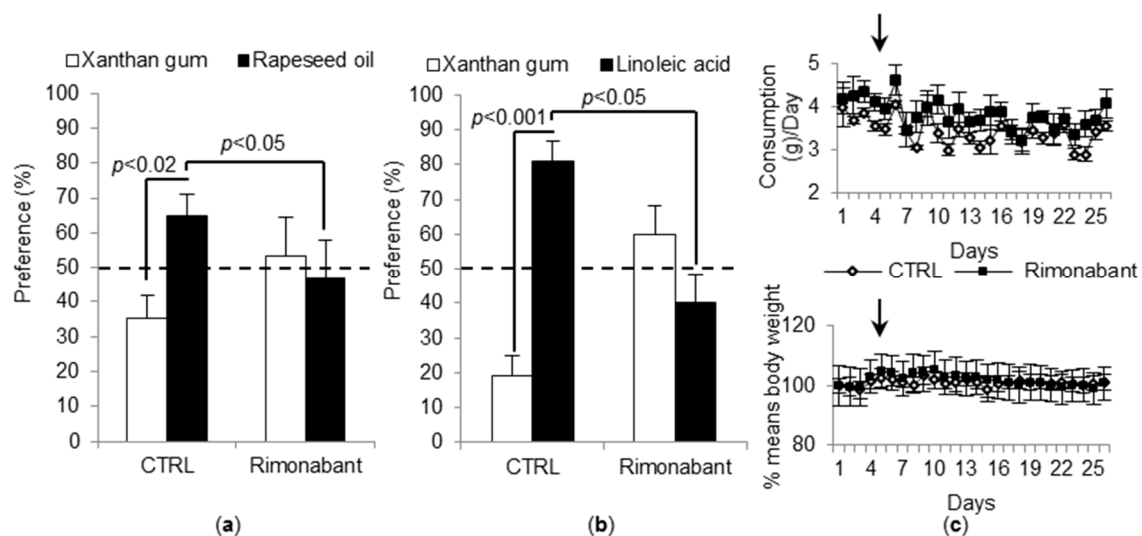 Xanthan gum Rapeseed oil
100
90
80
70
60
50
40
30
20
10
0
Preference (%)
p<0.02
p<0.05
CTRL Rimonabant
(a)
Xanthan gum Linoleic acid
100
90
80
70
60
50
40
30
20
10
0
Preference (%)
p<0.001
p<0.05
CTRL Rimonabant
(b)
Consumption
(g)/Day
5
4
3
2
1 4 7 10 13 16 19 22 25
Days
CTRL Rimonabant
% means body weight
120
100
80
1 4 7 10 13 16 19 22 25
Days
(c)